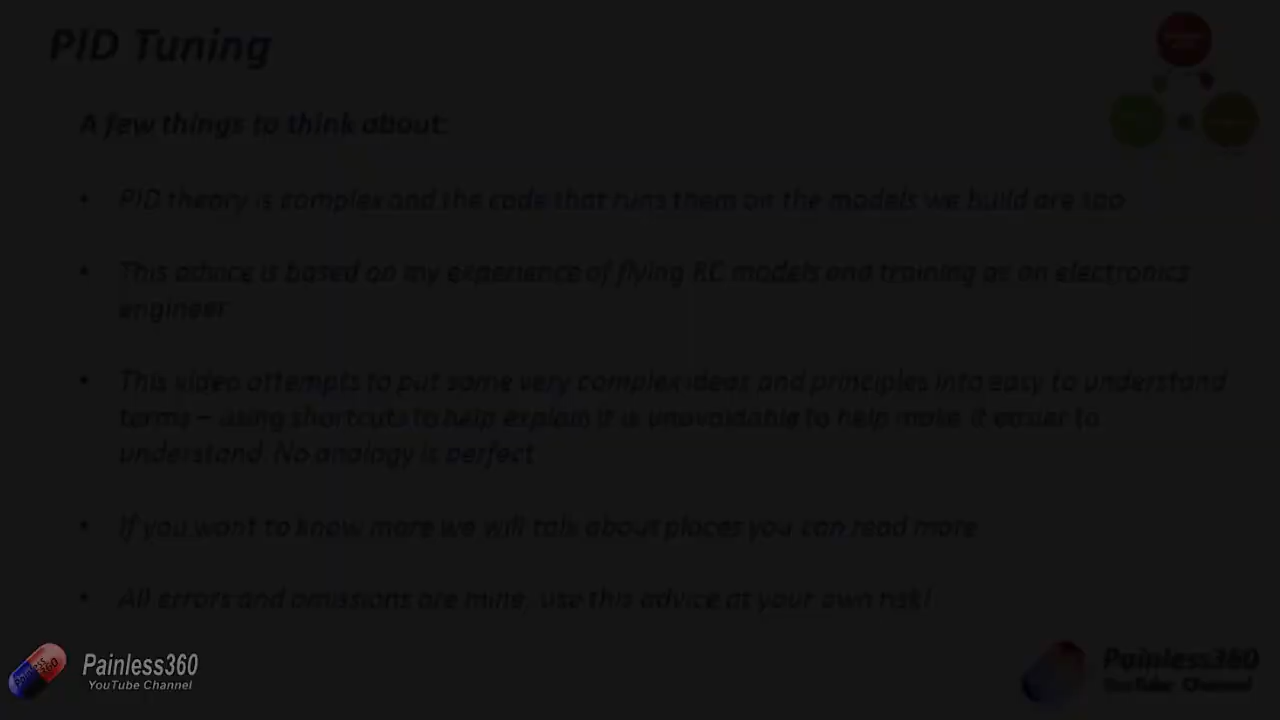 PID Tuning
A few things to think about:
• PID theory is complex and the code that runs them on the models we build are too
• This advice is based on my experience of flying RC models and training as an electronics
engineer
• This video attempts to put some very complex ideas and principles into easy to understand
terms – using shortcuts to help explain it is unavoidable to help make it easier to
understand. No analogy is perfect
• If you want to know more we will talk about places you can read more
• All errors and omissions are mine, use this advice at your own risk!
Painless360
Painless360
YouTube Channel
Painless360
YouTube Channel